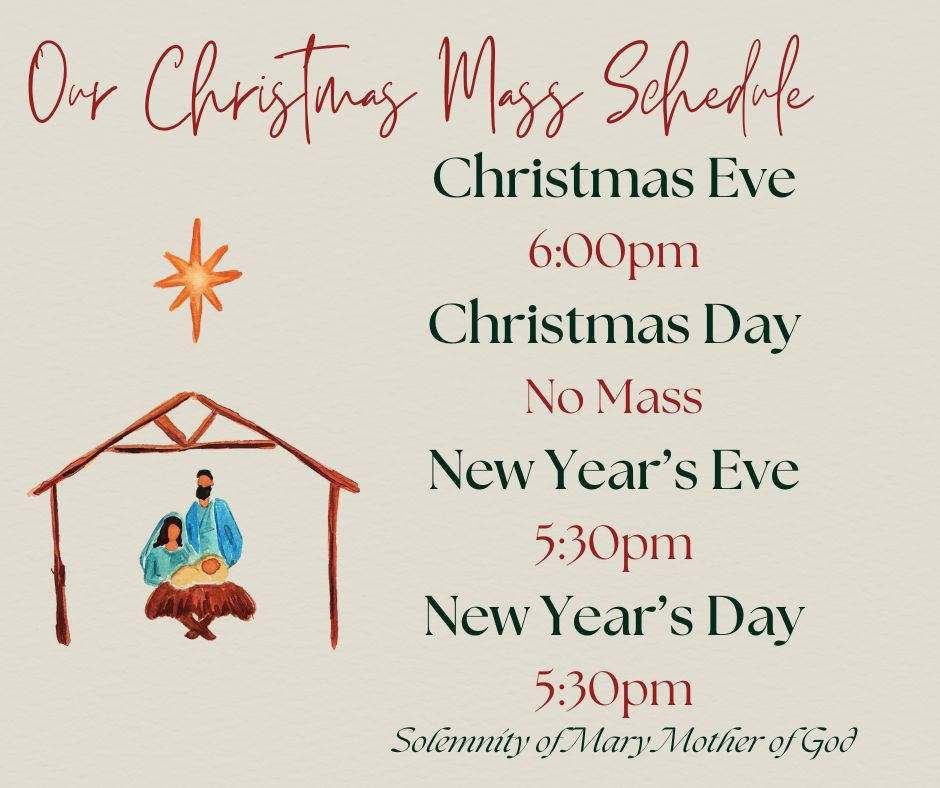 Our Christmas Mass Schedule
Christmas Eve
6:00pm
Christmas Day
No Mass
New Year’s Eve
5:30pm
New Year’s Day
5:30pm
Solemnity of Mary Mother of God